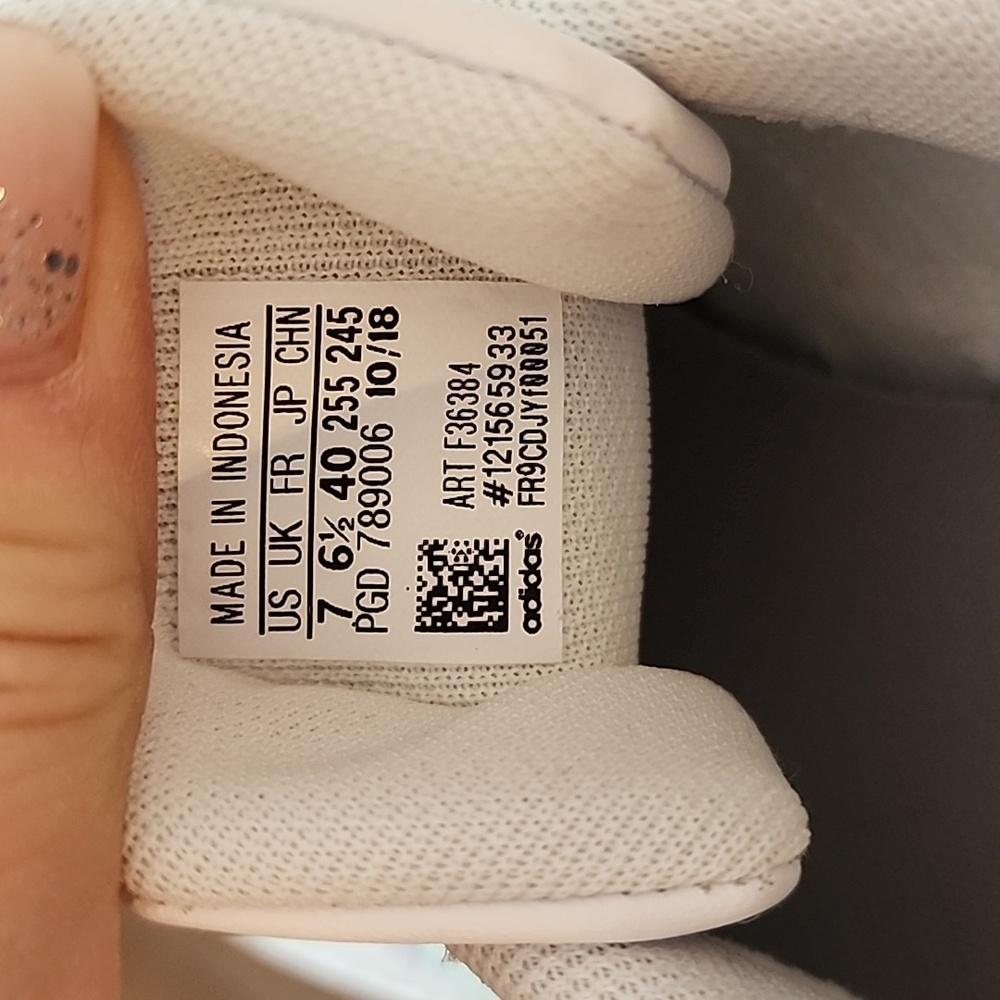 MADE IN INDONESIA
US UK FR JP CHN
7 6½ 40 255 245
PGD 789006 10/18
ART F36384
#121565933
FR9CDJYf00051
adidas®